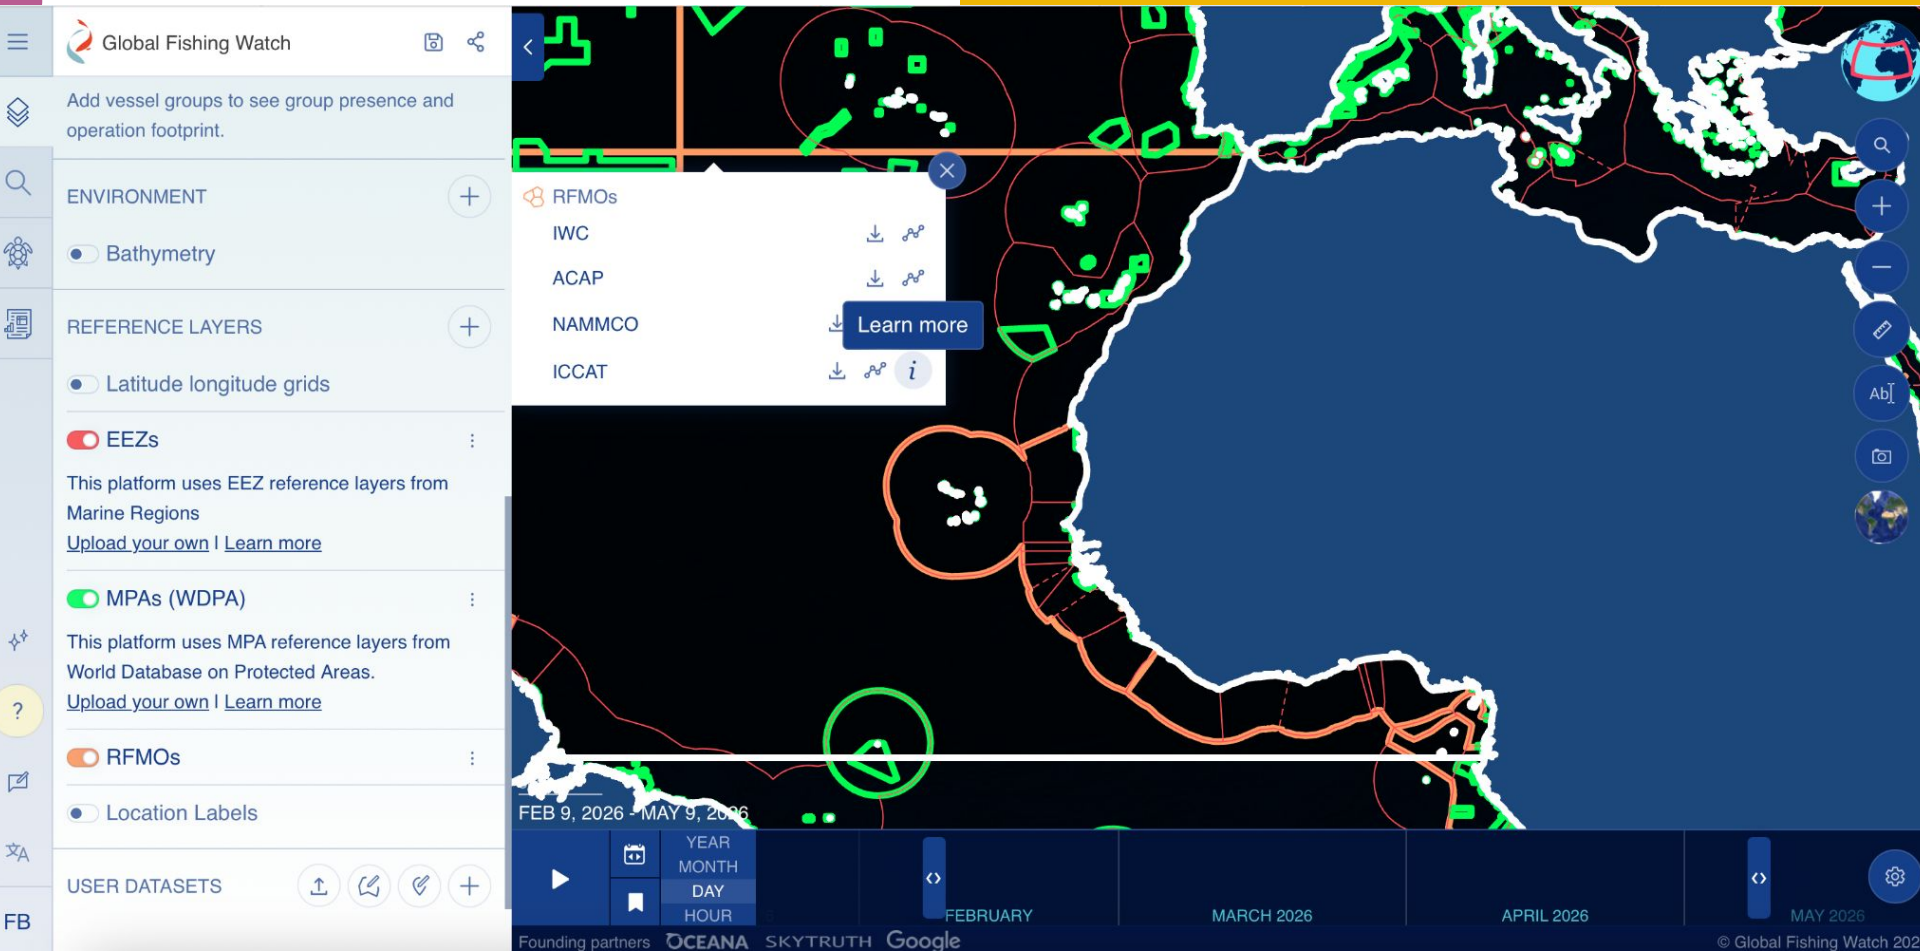 Global Fishing Watch
Add vessel groups to see group presence and
operation footprint.
ENVIRONMENT
Bathymetry
REFERENCE LAYERS
Latitude longitude grids
EEZs
This platform uses EEZ reference layers from
Marine Regions
Upload your own | Learn more
MPAs (WDPA)
This platform uses MPA reference layers from
World Database on Protected Areas.
Upload your own | Learn more
RFMOs
Location Labels
USER DATASETS
?
FB
RFMOs
IWC
ACAP
NAMMCO
Learn more
ICCAT
i
Ab
FEB 9, 2026 - MAY 9, 2026
YEAR
MONTH
DAY
HOUR
FEBRUARY
MARCH 2026
APRIL 2026
MAY 2026
Founding partners OCEANA SKYTRUTH Google
© Global Fishing Watch 202